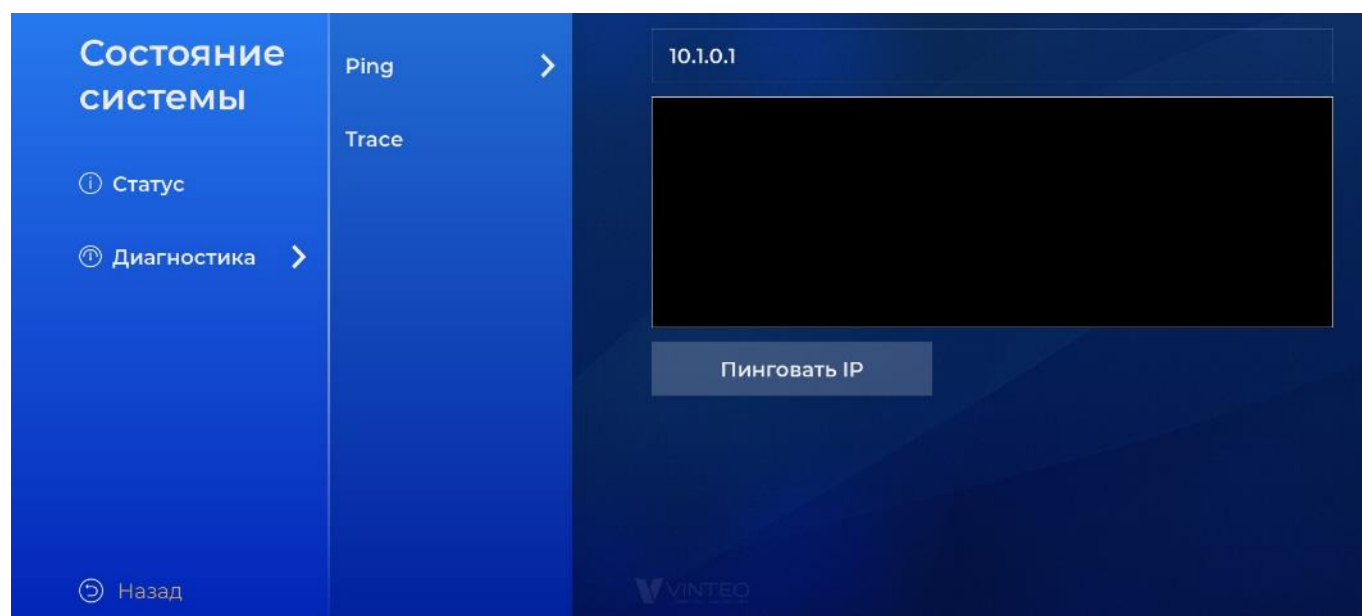 Состояние
системы
Статус
Диагностика
Назад
Ping
Trace
10.1.0.1
Пинговать IP
VINTEO